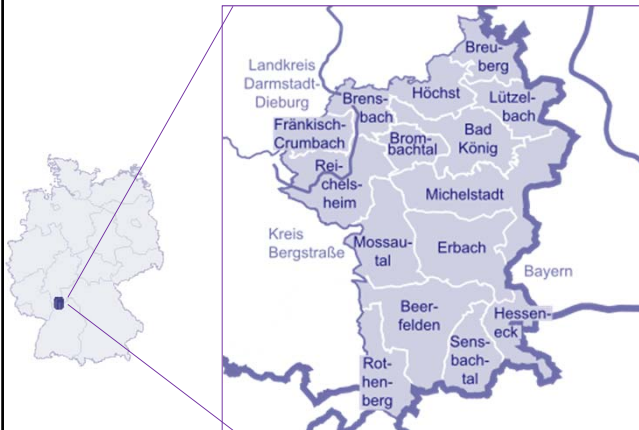 Breu-
berg
Landkreis
Darmstadt-
Dieburg
Höchst
Brens-
bach
Lützel-
bach
Fränkisch-
Crumbach
Brom-
bachtal
Bad
König
Rei-
chels-
heim
Michelstadt
Kreis
Bergstraße
Mossau-
tal
Erbach
Bayern
Beer-
felden
Hessen-
eck
Sens-
bach-
tal
Rot-
hen-
berg